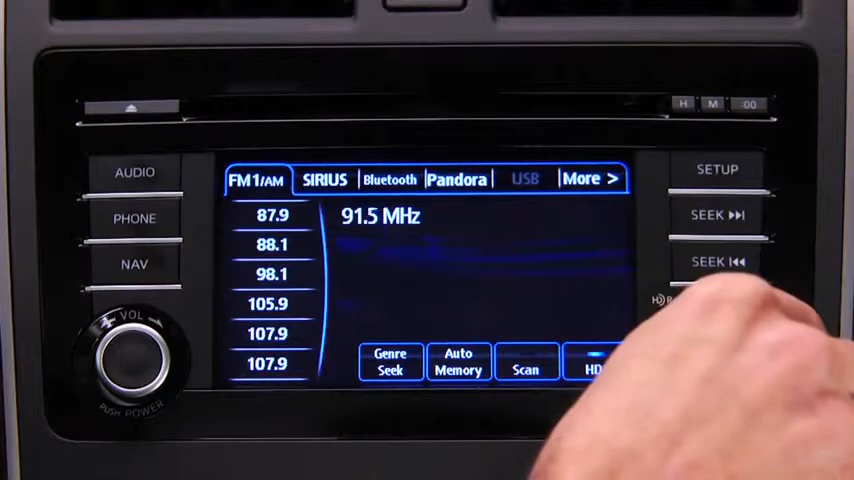 H M :00
AUDIO
PHONE
NAV
VOL
PUSH POWER
FM1/AM SIRIUS Bluetooth Pandora USB More >
87.9
88.1
98.1
105.9
107.9
107.9
91.5 MHz
Genre Seek
Auto Memory
Scan
HD
SETUP
SEEK
SEEK
HD